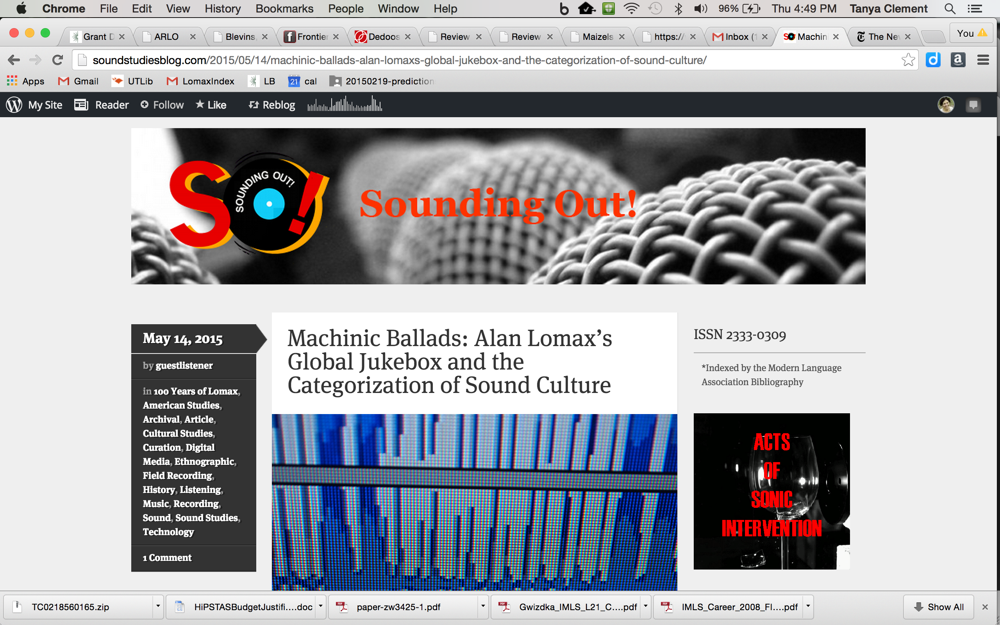 Chrome File Edit View History Bookmarks People Window Help 96% Thu 4:49 PM Tanya Clement
Grant D ARLO Blevins, Frontier Dedoos Review Review Maizels https:// Inbox (1 Machini The Ne You
soundstudiesblog.com/2015/05/14/machinic-ballads-alan-lomaxs-global-jukebox-and-the-categorization-of-sound-culture/
Apps Gmail UTLib LomaxIndex LB 21 cal 20150219-prediction
My Site Reader Follow Like Reblog
SO!
SOUNDING OUT!
Sounding Out!
May 14, 2015
by guestlistener
in 100 Years of Lomax,
American Studies,
Archival, Article,
Cultural Studies,
Curation, Digital
Media, Ethnographic,
Field Recording,
History, Listening,
Music, Recording,
Sound, Sound Studies,
Technology
1 Comment
Machinic Ballads: Alan Lomax’s
Global Jukebox and the
Categorization of Sound Culture
ISSN 2333-0309
*Indexed by the Modern Language
Association Bibliography
ACTS
OF
SONIC
INTERVENTION
TC0218560165.zip HiPSTASBudgetJustifi....doc paper-zw3425-1.pdf Gwizdka_IMLS_L21_C....pdf IMLS_Career_2008_FI....pdf Show All